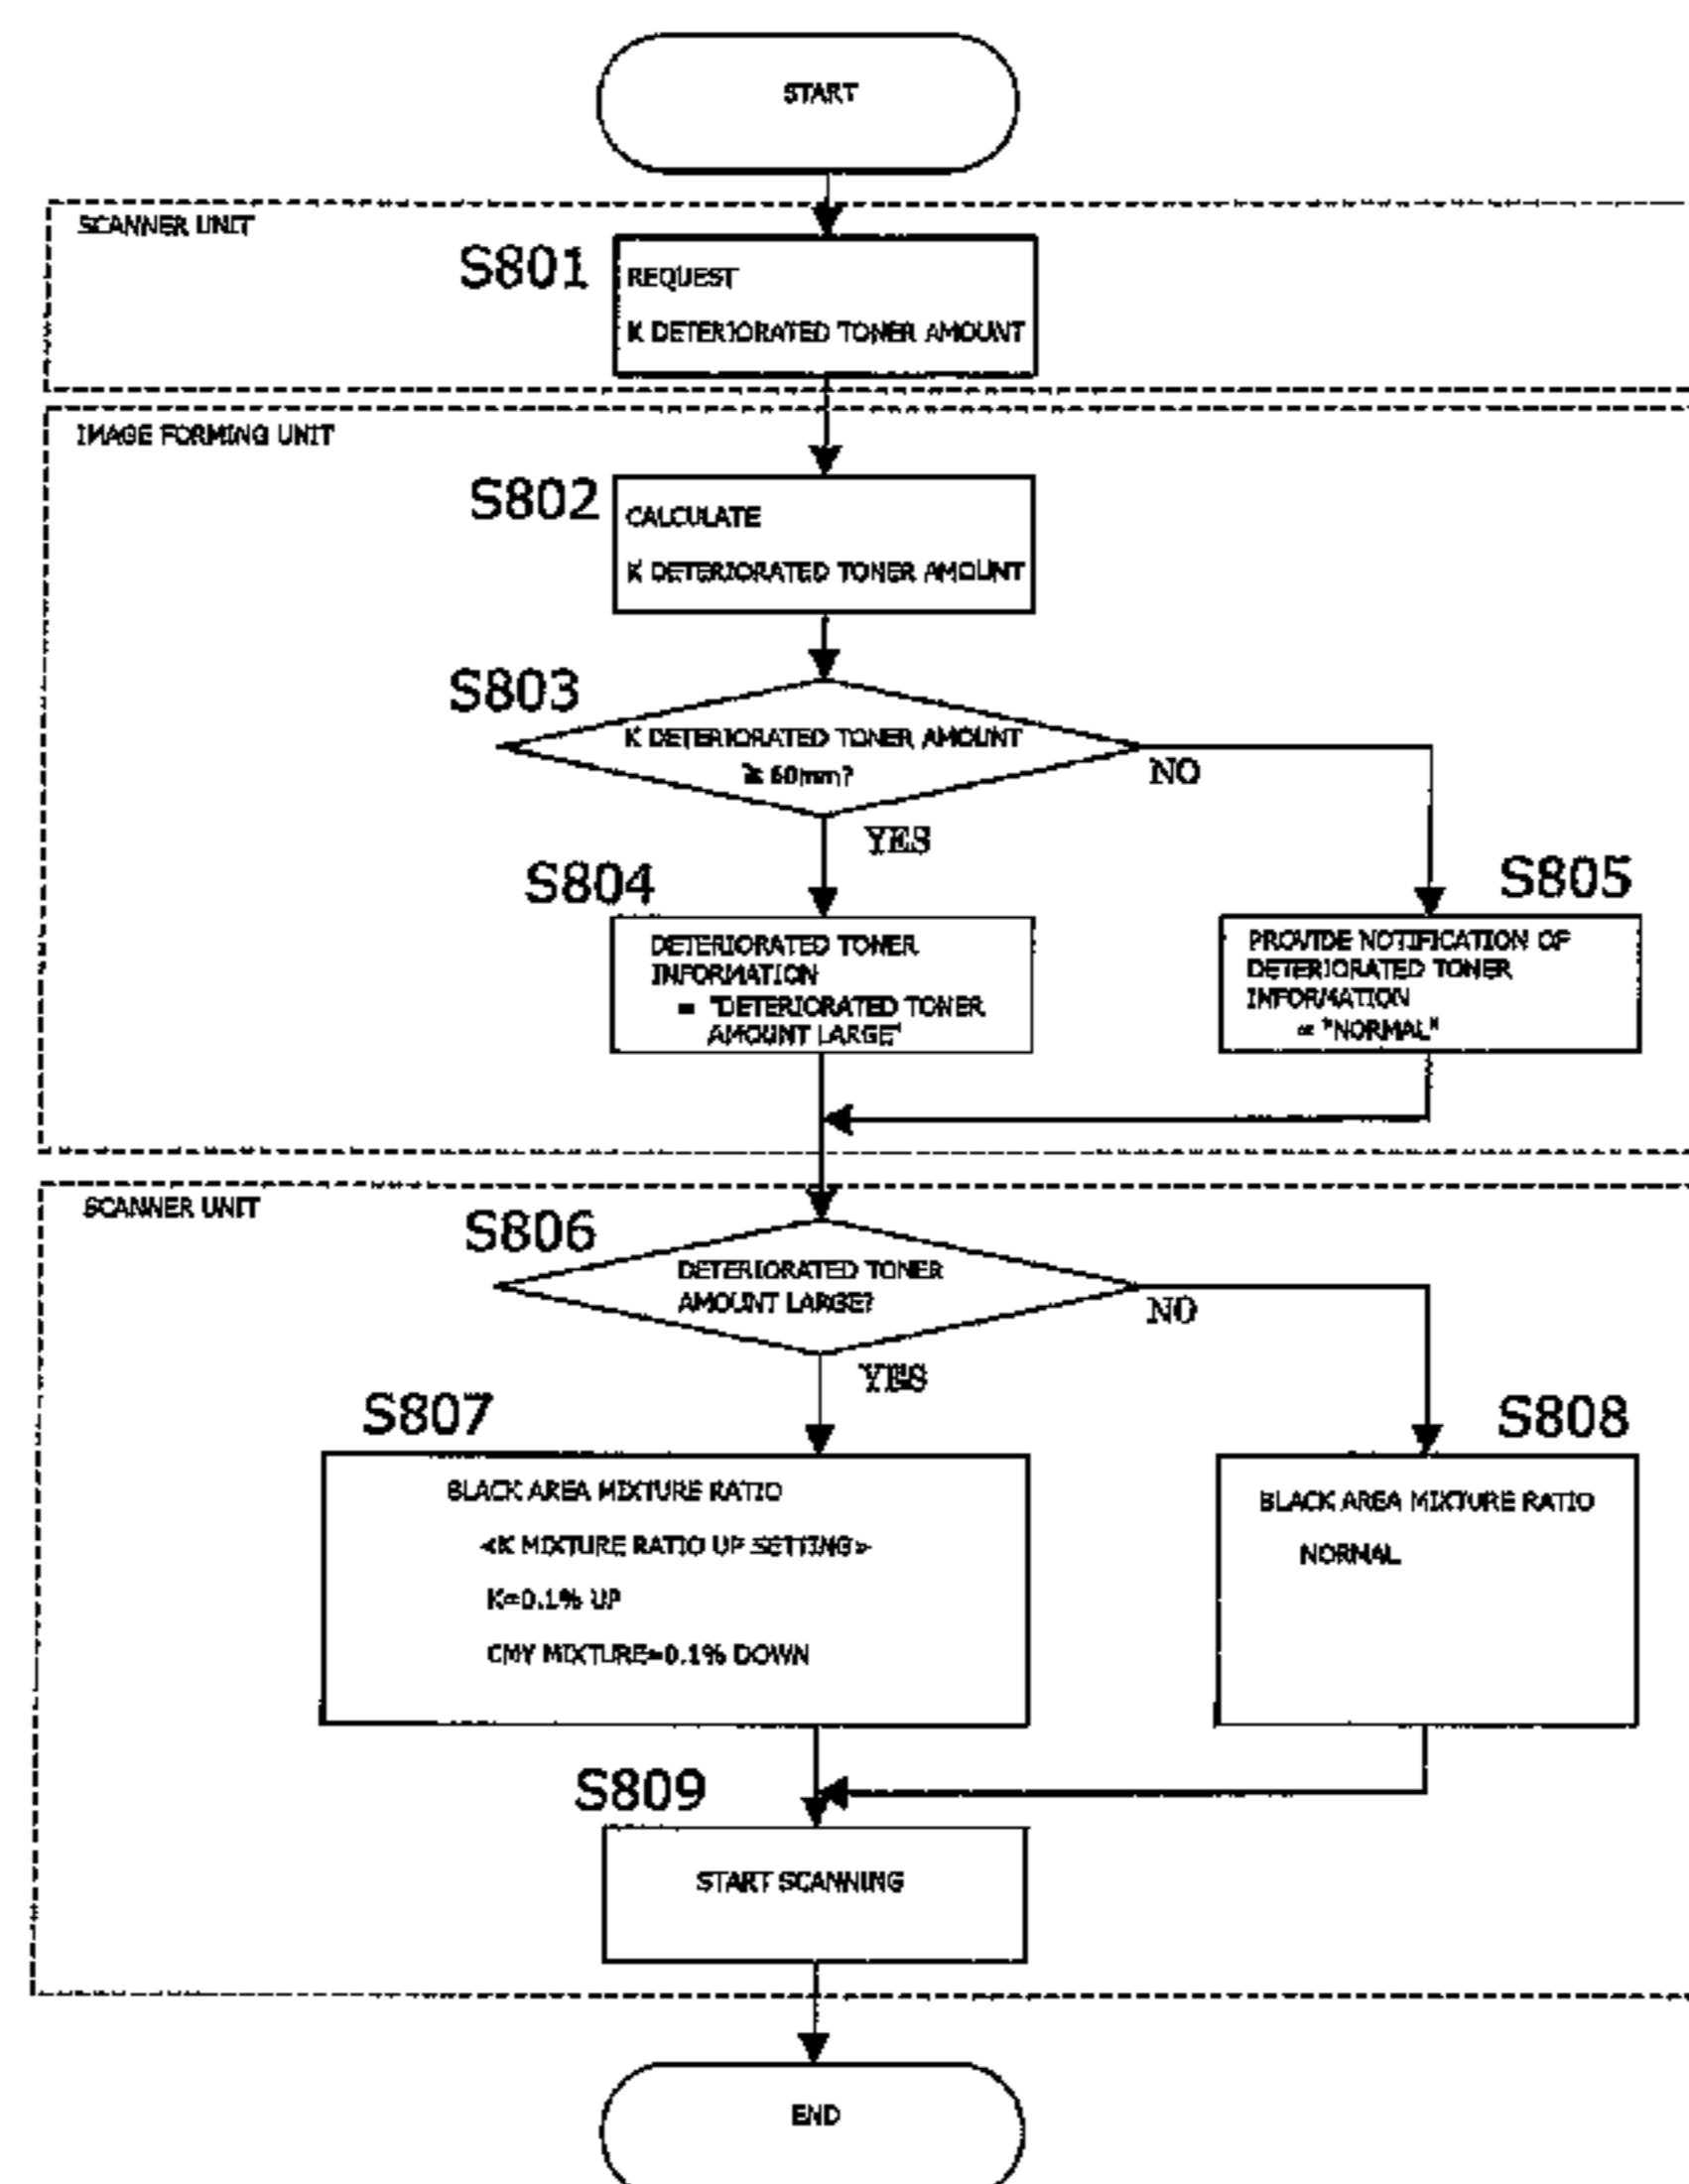 START
SCANNER UNIT
S801
REQUEST
K DETERIORATED TONER AMOUNT
IMAGE FORMING UNIT
S802
CALCULATE
K DETERIORATED TONER AMOUNT
S803
K DETERIORATED TONER AMOUNT
≧ 60mm?
NO
YES
S804
DETERIORATED TONER
INFORMATION
= "DETERIORATED TONER
AMOUNT LARGE"
S805
PROVIDE NOTIFICATION OF
DETERIORATED TONER
INFORMATION
= "NORMAL"
SCANNER UNIT
S806
DETERIORATED TONER
AMOUNT LARGE?
NO
YES
S807
BLACK AREA MIXTURE RATIO
<K MIXTURE RATIO UP SETTING>
K=0.1% UP
CMY MIXTURE=0.1% DOWN
S808
BLACK AREA MIXTURE RATIO
NORMAL
S809
START SCANNING
END